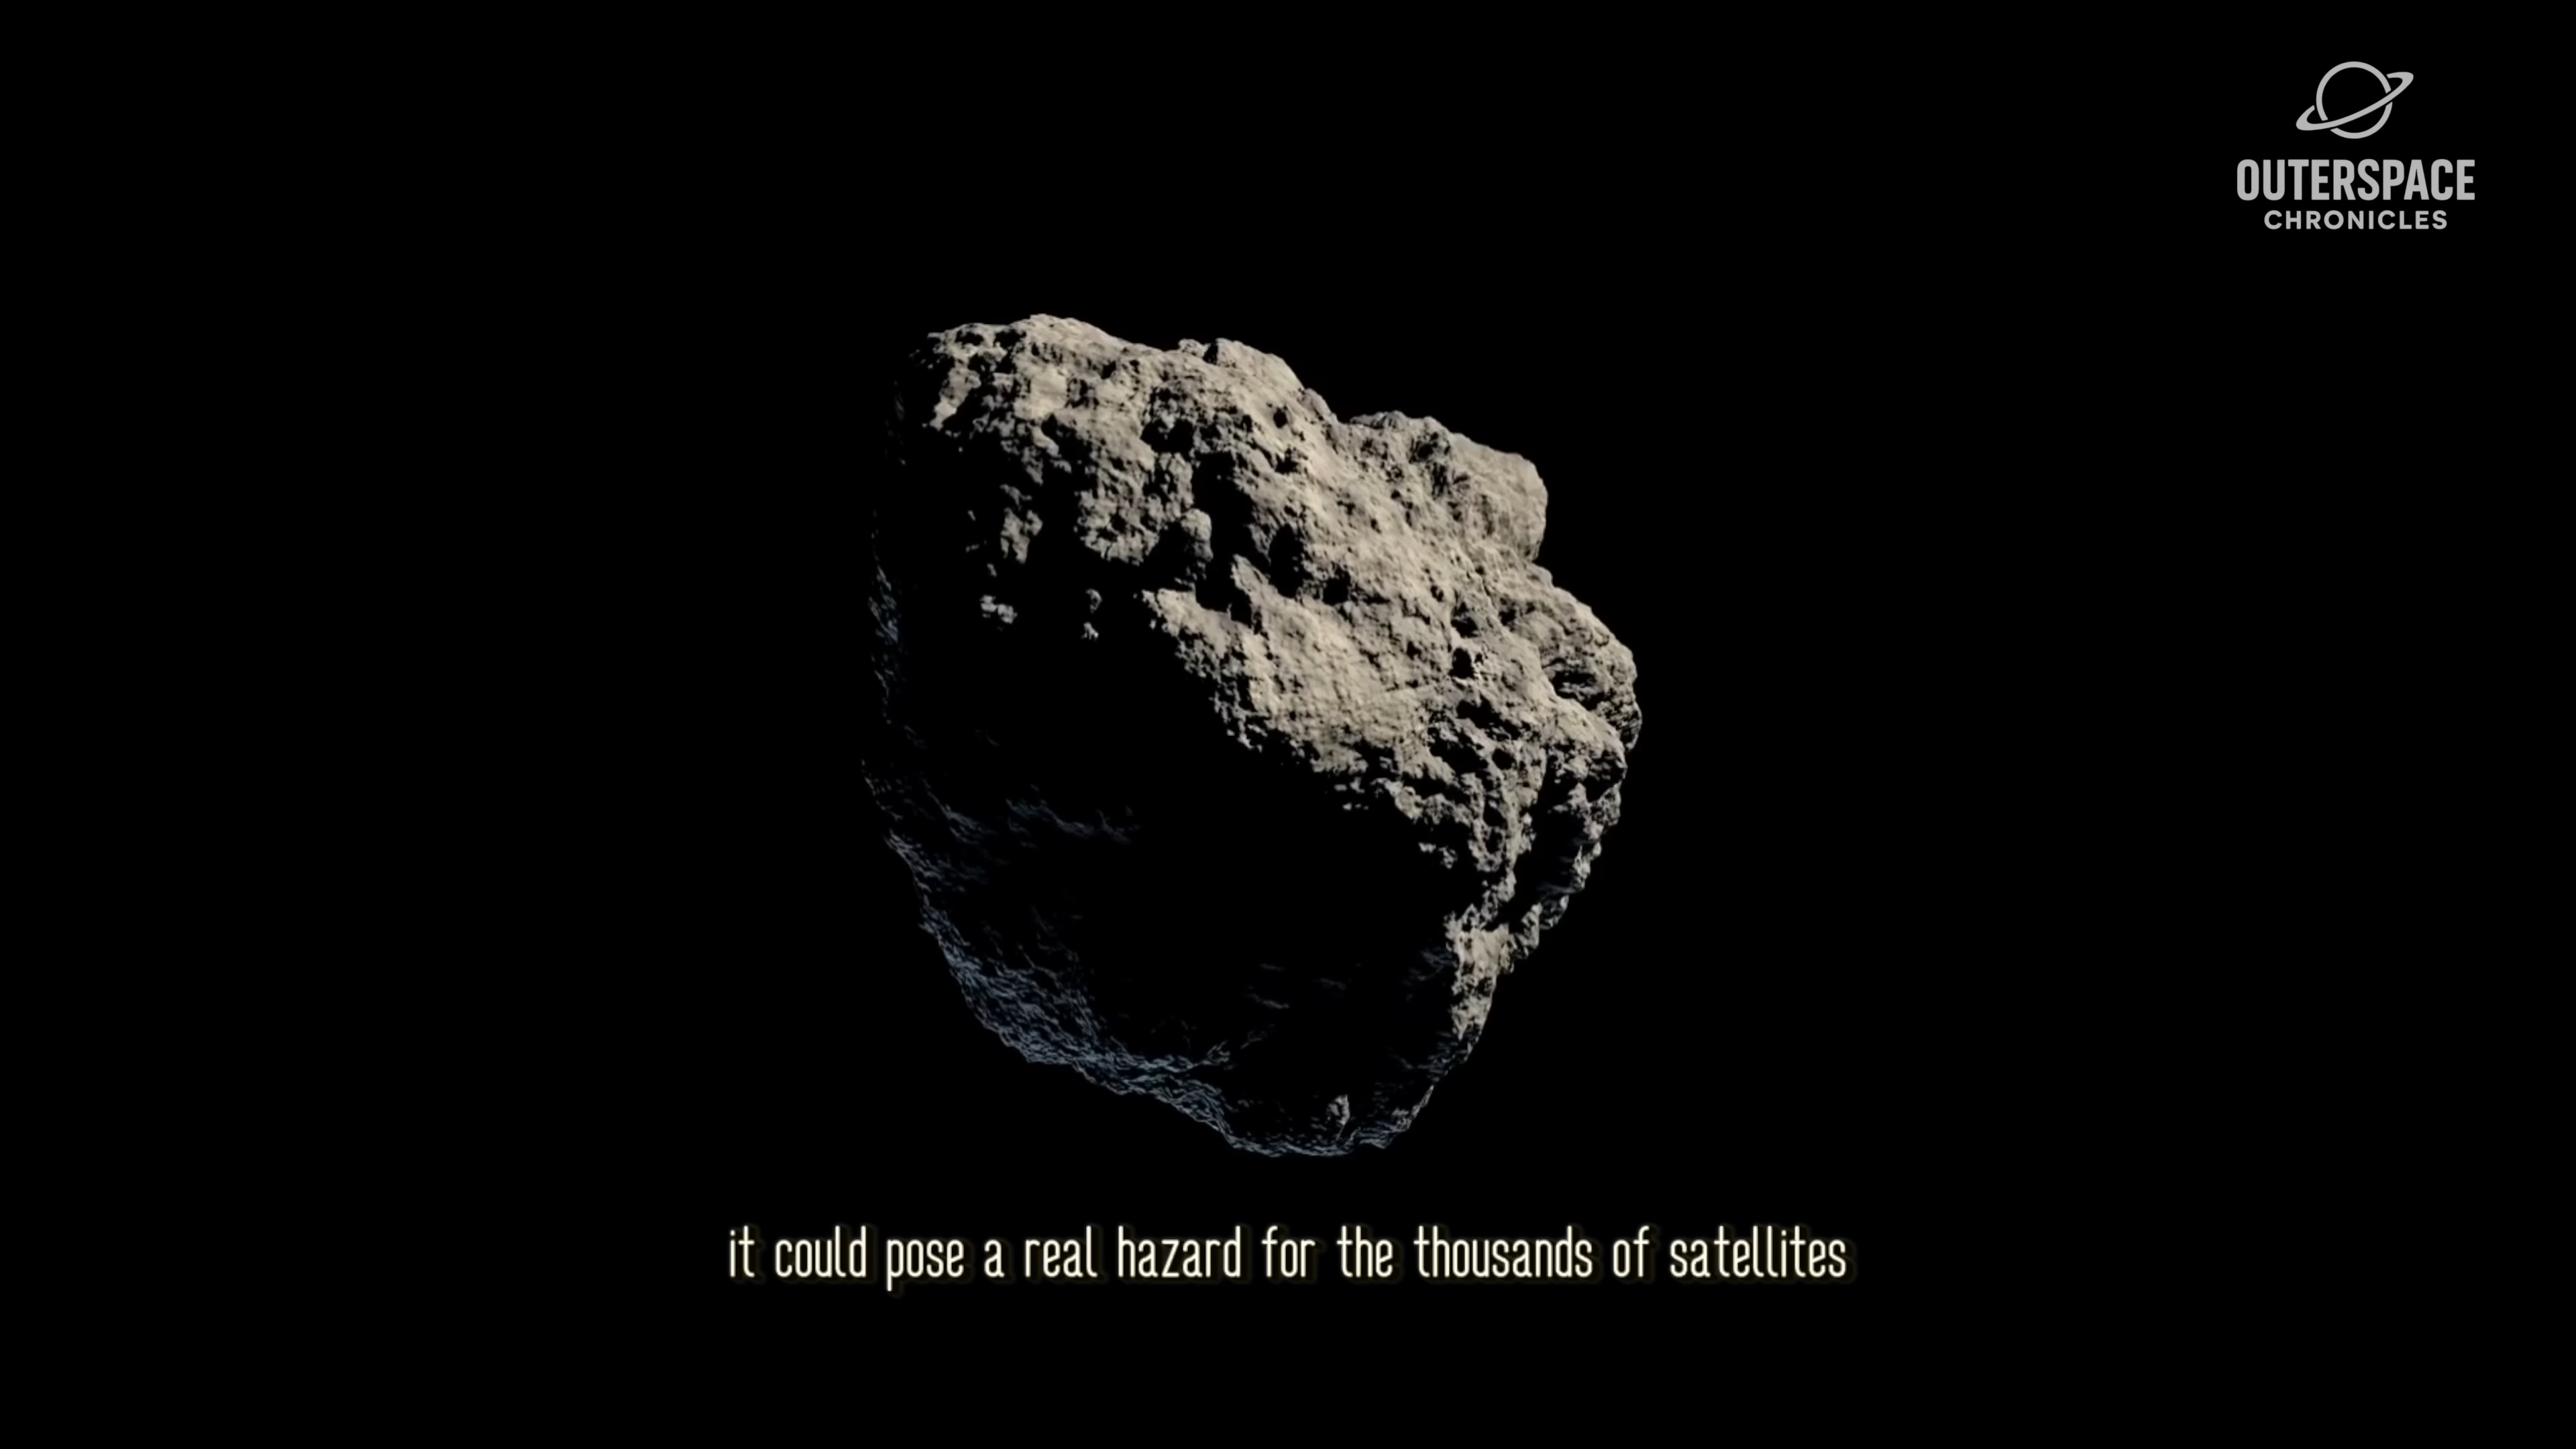 OUTERSPACE
CHRONICLES
it could pose a real hazard for the thousands of satellites